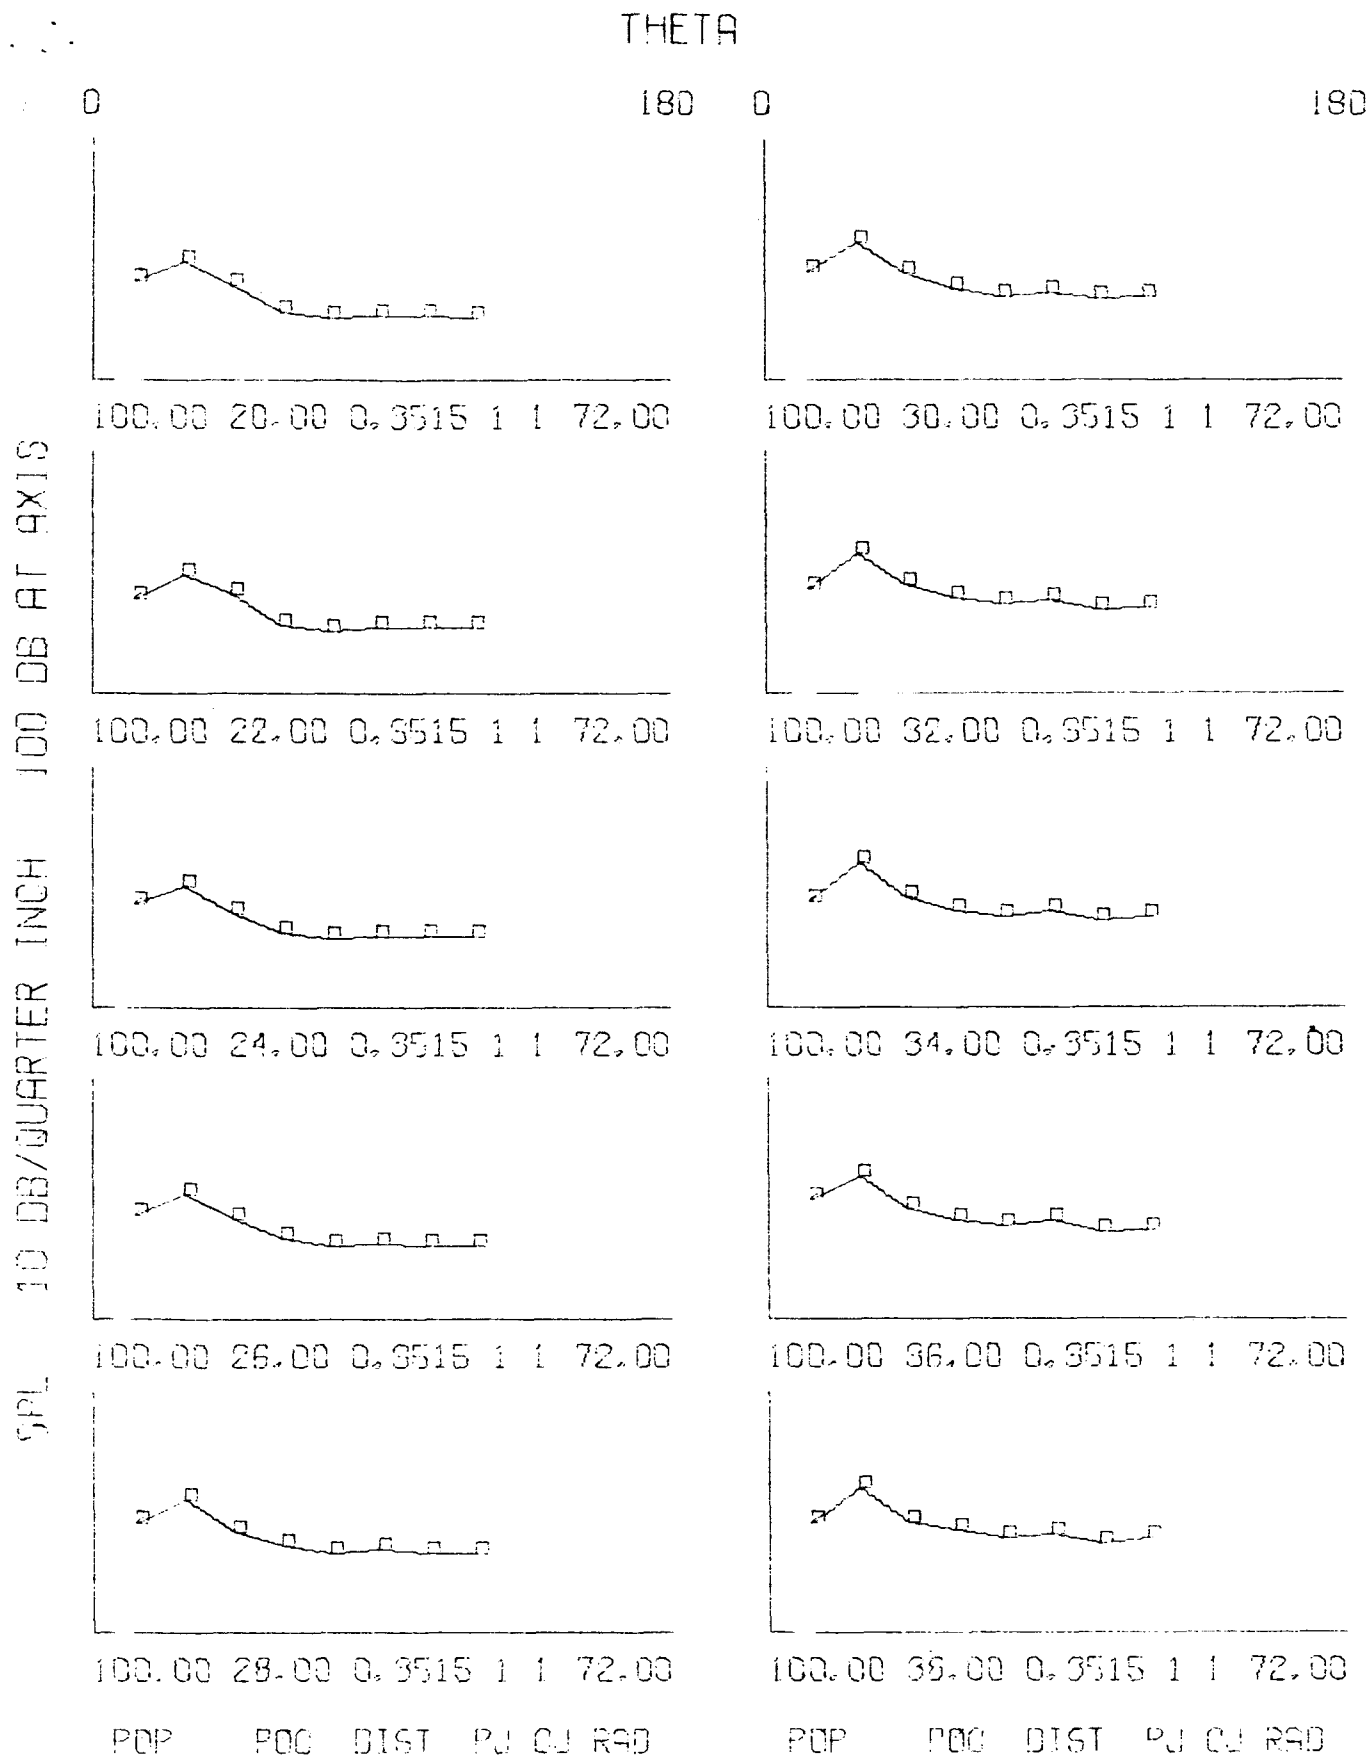 THETA
0 180 0 180
100.00 20.00 0.3515 1 1 72.00
100.00 30.00 0.3515 1 1 72.00
100.00 22.00 0.3515 1 1 72.00
100.00 32.00 0.3515 1 1 72.00
100.00 24.00 0.3515 1 1 72.00
100.00 34.00 0.3515 1 1 72.00
100.00 26.00 0.3515 1 1 72.00
100.00 36.00 0.3515 1 1 72.00
100.00 28.00 0.3515 1 1 72.00
100.00 38.00 0.3515 1 1 72.00
POP POO DIST PJ OJ RAD
POP POO DIST PJ OJ RAD
SPL 10 DB/QUARTER INCH 100 DB AT AXIS